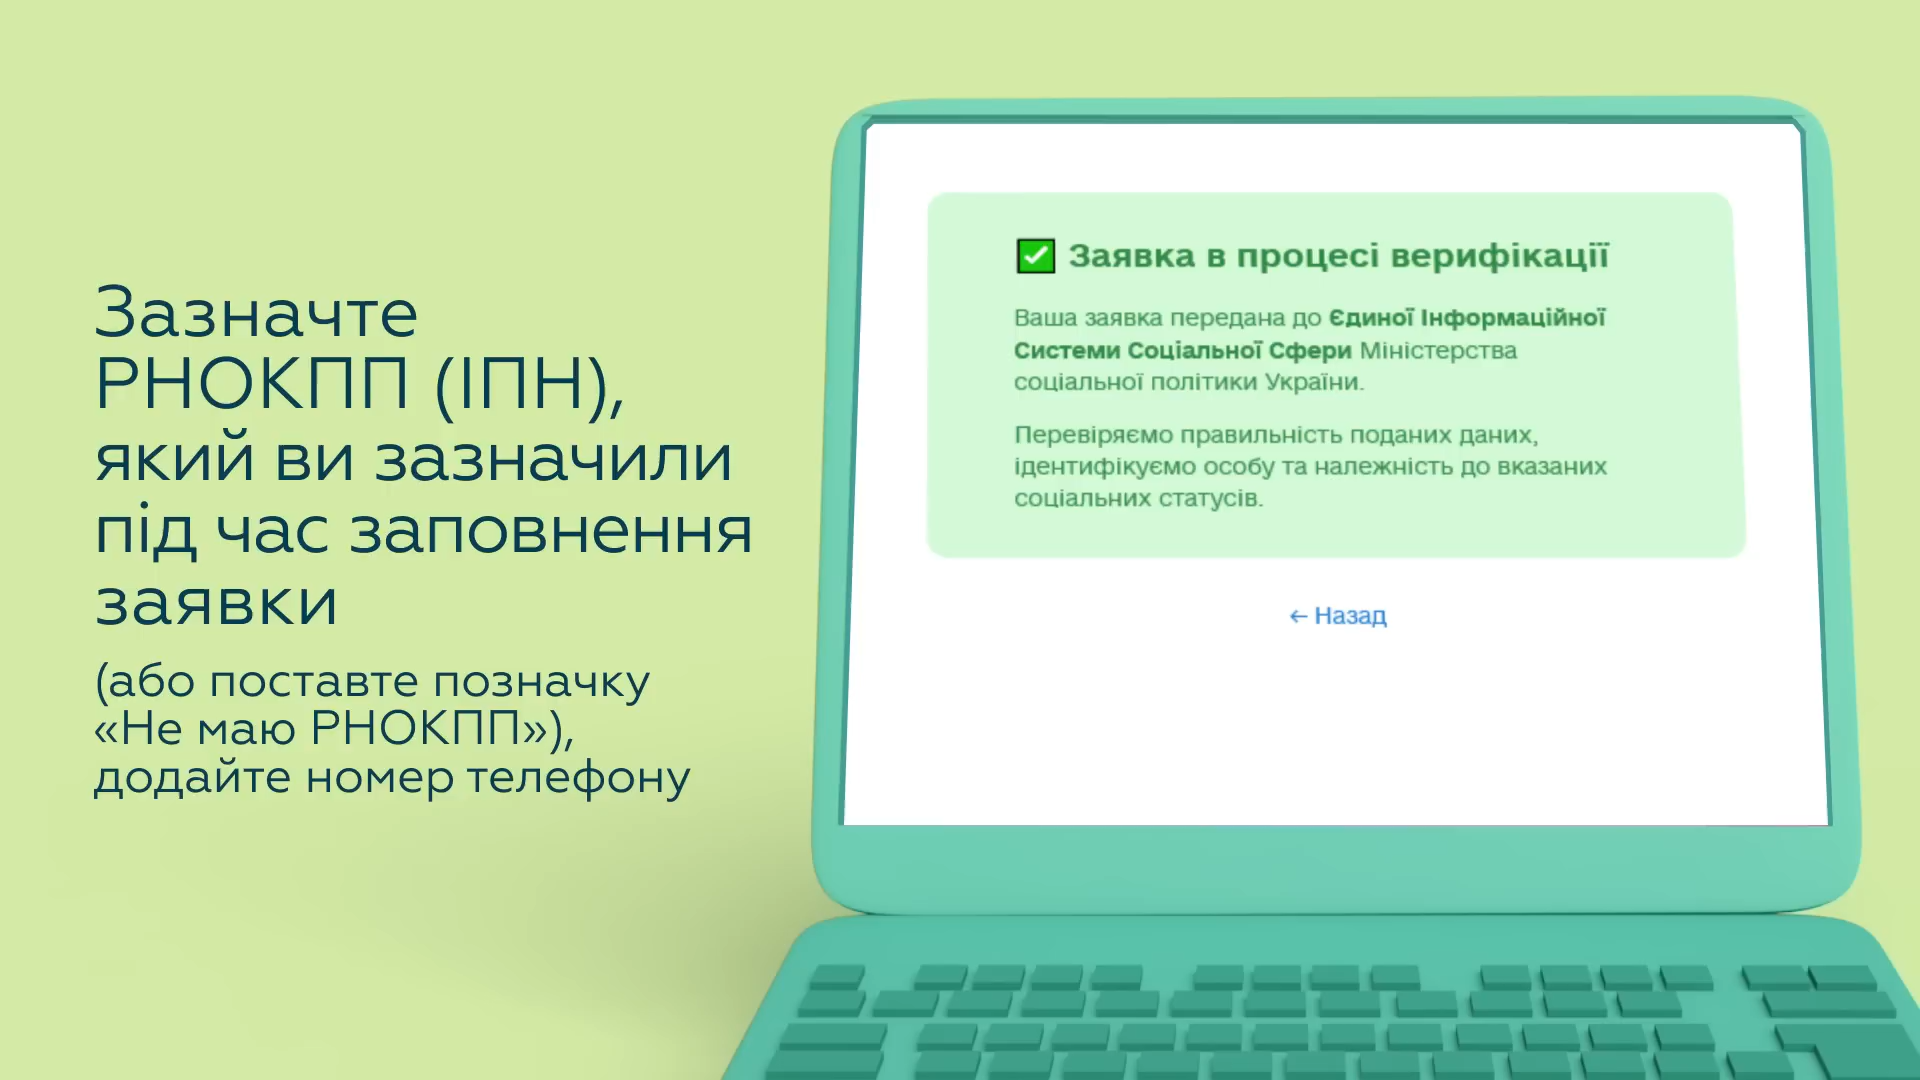 Зазначте
РНОКПП (ІПН),
який ви зазначили
під час заповнення
заявки
(або поставте позначку
«Не маю РНОКПП»),
додайте номер телефону
✅ Заявка в процесі верифікації
Ваша заявка передана до Єдиної Інформаційної
Системи Соціальної Сфери Міністерства
соціальної політики України.
Перевіряємо правильність поданих даних,
ідентифікуємо особу та належність до вказаних
соціальних статусів.
← Назад